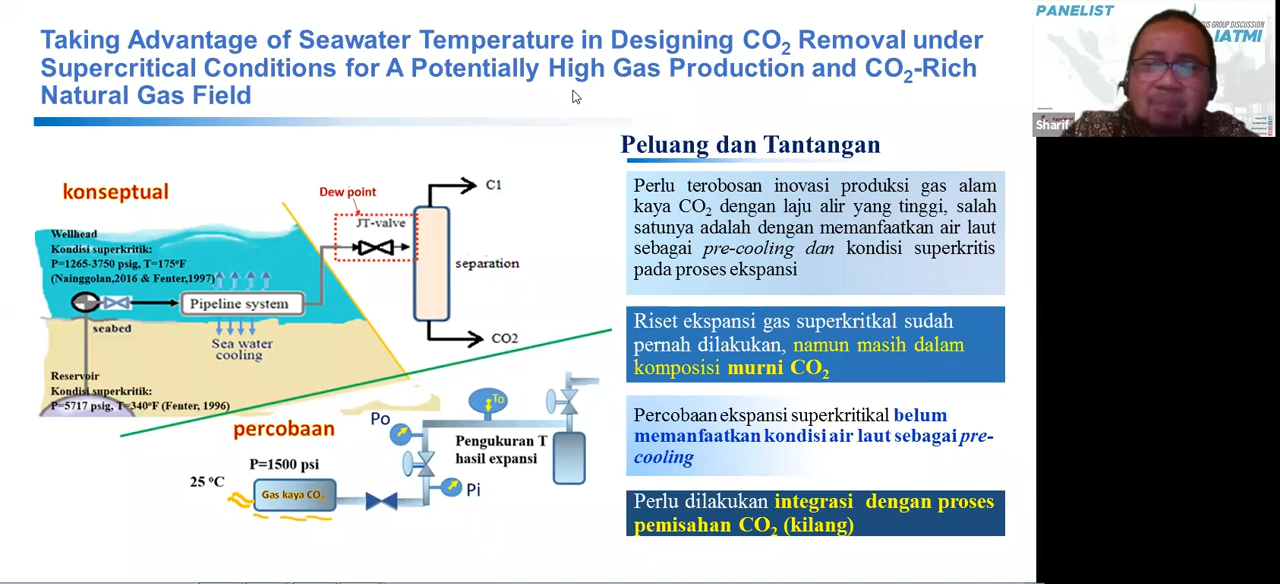 Taking Advantage of Seawater Temperature in Designing CO₂ Removal under
Supercritical Conditions for A Potentially High Gas Production and CO₂-Rich
Natural Gas Field
PANELIST
GROUP DISCUSSION
IATMI
Sharif
konseptual
Wellhead
Kondisi superkritik:
P=1265-3750 psig, T=175ºF
(Nainggolan,2016 & Fenter,1997)
Pipeline system
seabed
Sea water
cooling
Reservoir
Kondisi superkritik:
P=5717 psig, T=340ºF (Fenter, 1996)
Dew point
JT-valve
C1
separation
CO2
percobaan
P=1500 psi
25 ºC
Gas kaya CO₂
Po
To
Pengukuran T
hasil expansi
Pi
Peluang dan Tantangan
Perlu terobosan inovasi produksi gas alam
kaya CO₂ dengan laju alir yang tinggi, salah
satunya adalah dengan memanfaatkan air laut
sebagai pre-cooling dan kondisi superkritis
pada proses ekspansi
Riset ekspansi gas superkritkal sudah
pernah dilakukan, namun masih dalam
komposisi murni CO₂
Percobaan ekspansi superkritikal belum
memanfaatkan kondisi air laut sebagai pre-
cooling
Perlu dilakukan integrasi dengan proses
pemisahan CO₂ (kilang)